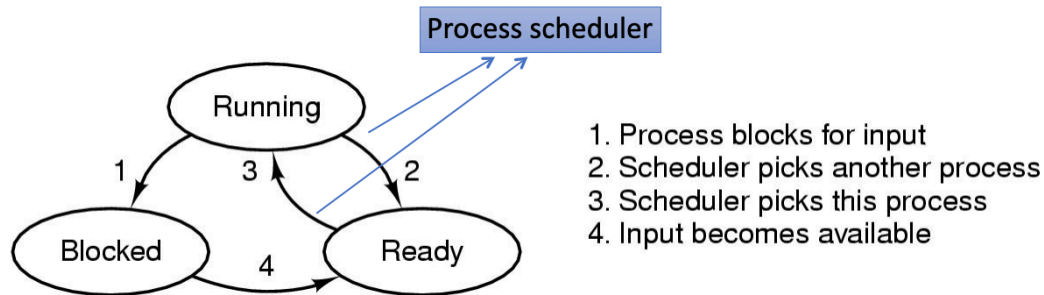 Process scheduler
Running
1
3
2
Blocked
4
Ready
1. Process blocks for input
2. Scheduler picks another process
3. Scheduler picks this process
4. Input becomes available